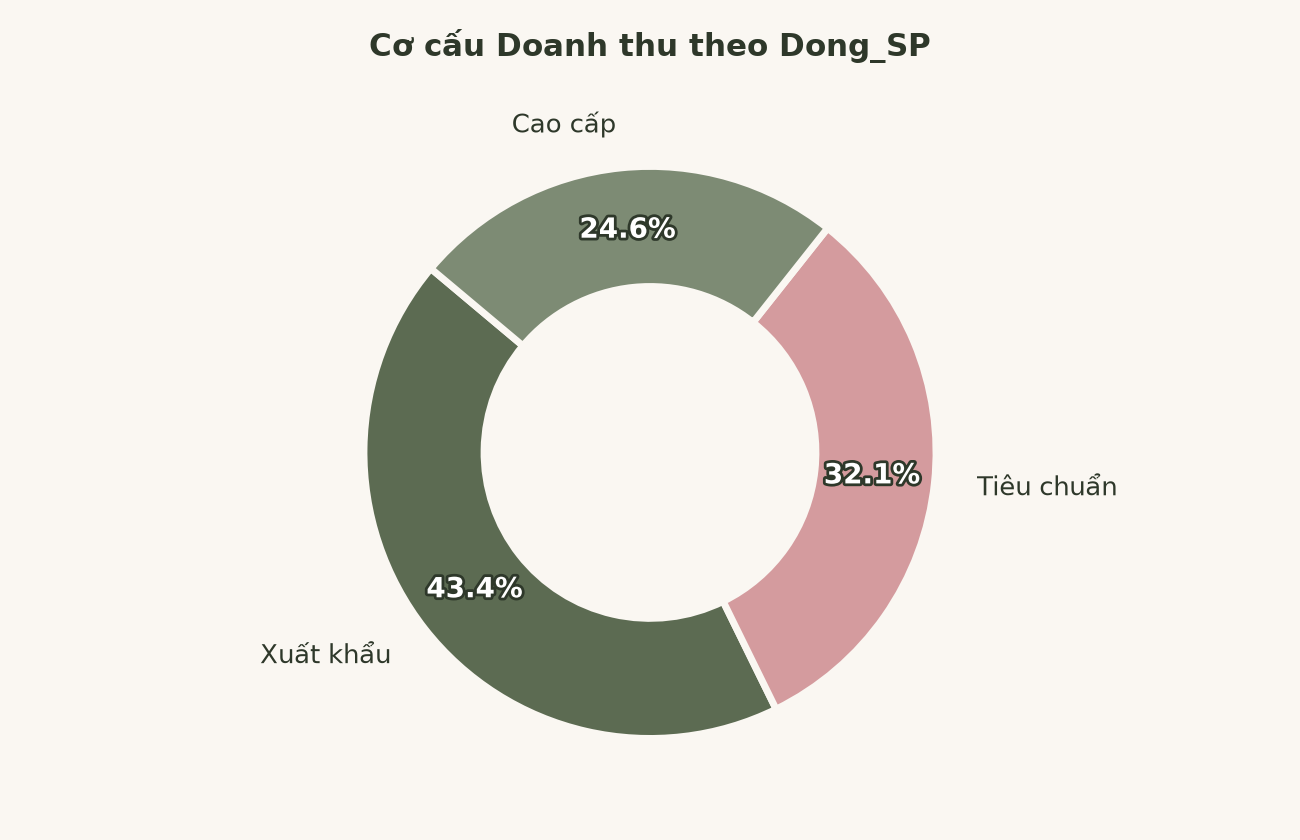 Cơ cấu Doanh thu theo Dong_SP
Cao cấp
24.6%
32.1%
Tiêu chuẩn
43.4%
Xuất khẩu